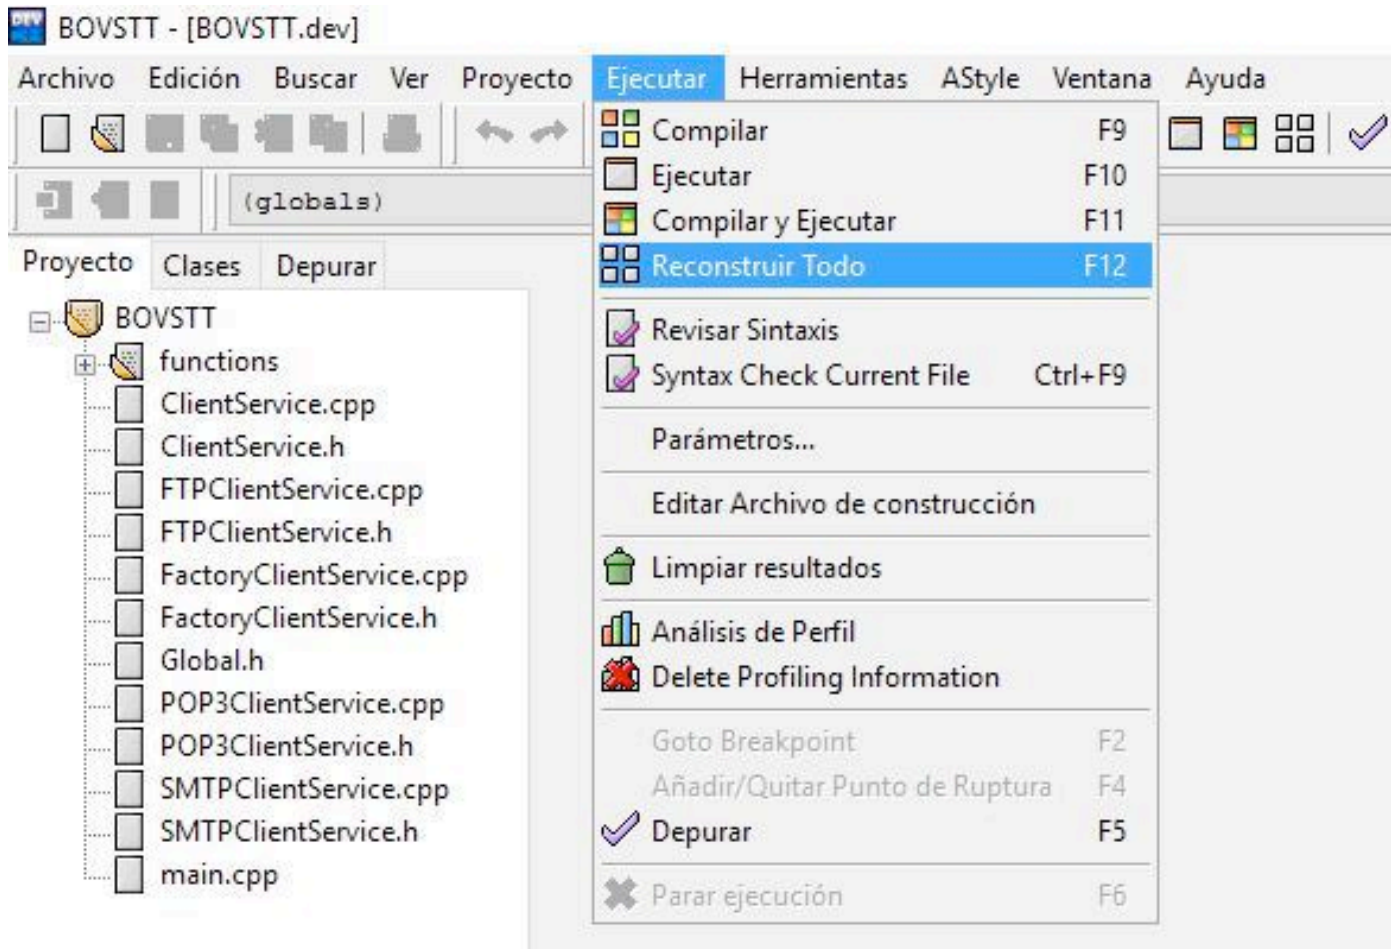 BOVSTT - [BOVSTT.dev]
Archivo Edición Buscar Ver Proyecto Ejecutar Herramientas AStyle Ventana Ayuda
(globals)
Proyecto Clases Depurar
BOVSTT
functions
ClientService.cpp
ClientService.h
FTPClientService.cpp
FTPClientService.h
FactoryClientService.cpp
FactoryClientService.h
Global.h
POP3ClientService.cpp
POP3ClientService.h
SMTPClientService.cpp
SMTPClientService.h
main.cpp
Compilar F9
Ejecutar F10
Compilar y Ejecutar F11
Reconstruir Todo F12
Revisar Sintaxis
Syntax Check Current File Ctrl+F9
Parámetros...
Editar Archivo de construcción
Limpiar resultados
Análisis de Perfil
Delete Profiling Information
Goto Breakpoint F2
Añadir/Quitar Punto de Ruptura F4
Depurar F5
Parar ejecución F6